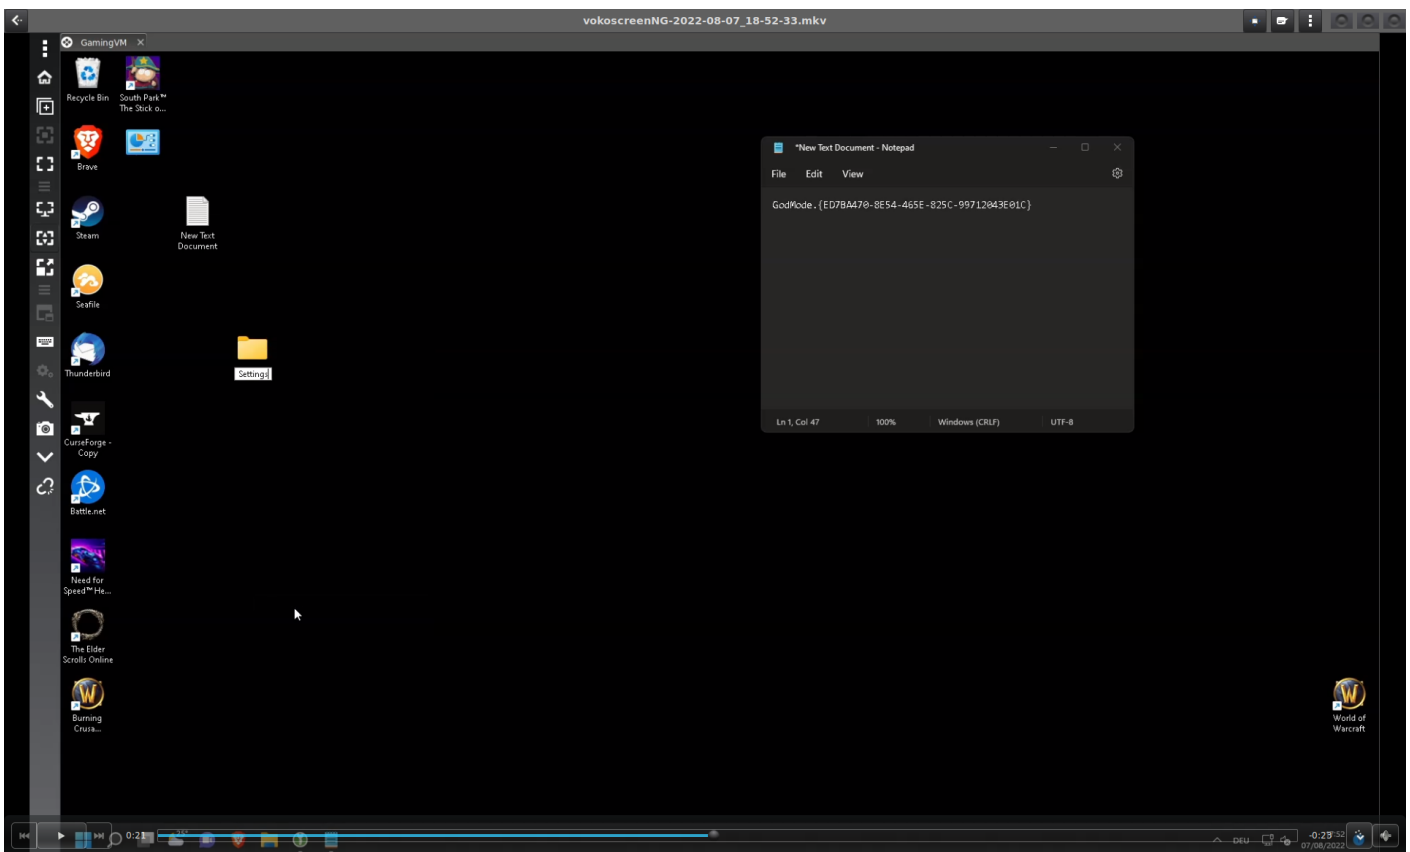 vokoscreenNG-2022-08-07_18-52-33.mkv
GamingVM
Recycle Bin
South Park™
The Stick o...
Brave
Steam
New Text
Document
Seafile
Thunderbird
Settings
CurseForge -
Copy
Battle.net
Need for
Speed™ He...
The Elder
Scrolls Online
Burning
Crusa...
*New Text Document - Notepad
File Edit View
GodMode.{ED7BA470-8E54-465E-825C-99712043E01C}
Ln 1, Col 47 100% Windows (CRLF) UTF-8
World of
Warcraft
0:21
DEU
07/08/2022